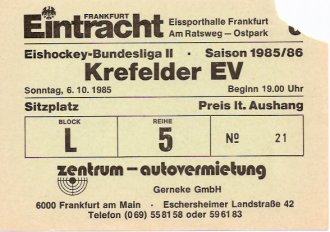 FRANKFURT
Eintracht
Eissporthalle Frankfurt
Am Ratsweg – Ostpark
Eishockey-Bundesliga II · Saison 1985/86
Krefelder EV
Sonntag, 6. 10. 1985 Beginn 19.00 Uhr
Sitzplatz Preis lt. Aushang
BLOCK REIHE
L 5 Nº 21
zentrum – autovermietung
Gerneke GmbH
6000 Frankfurt am Main · Eschersheimer Landstraße 42
Telefon (0 69) 55 81 58 oder 59 61 83